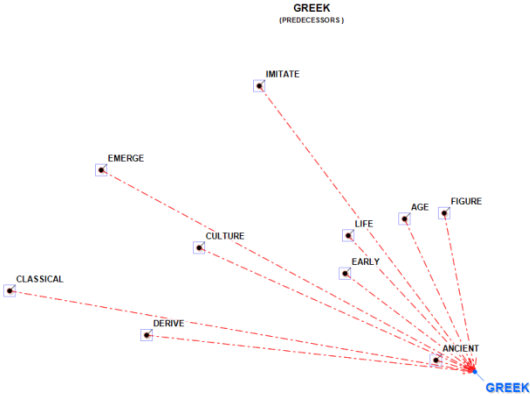 GREEK
(PREDECESSORS )
IMITATE
EMERGE
AGE
FIGURE
LIFE
CULTURE
EARLY
CLASSICAL
DERIVE
ANCIENT
GREEK